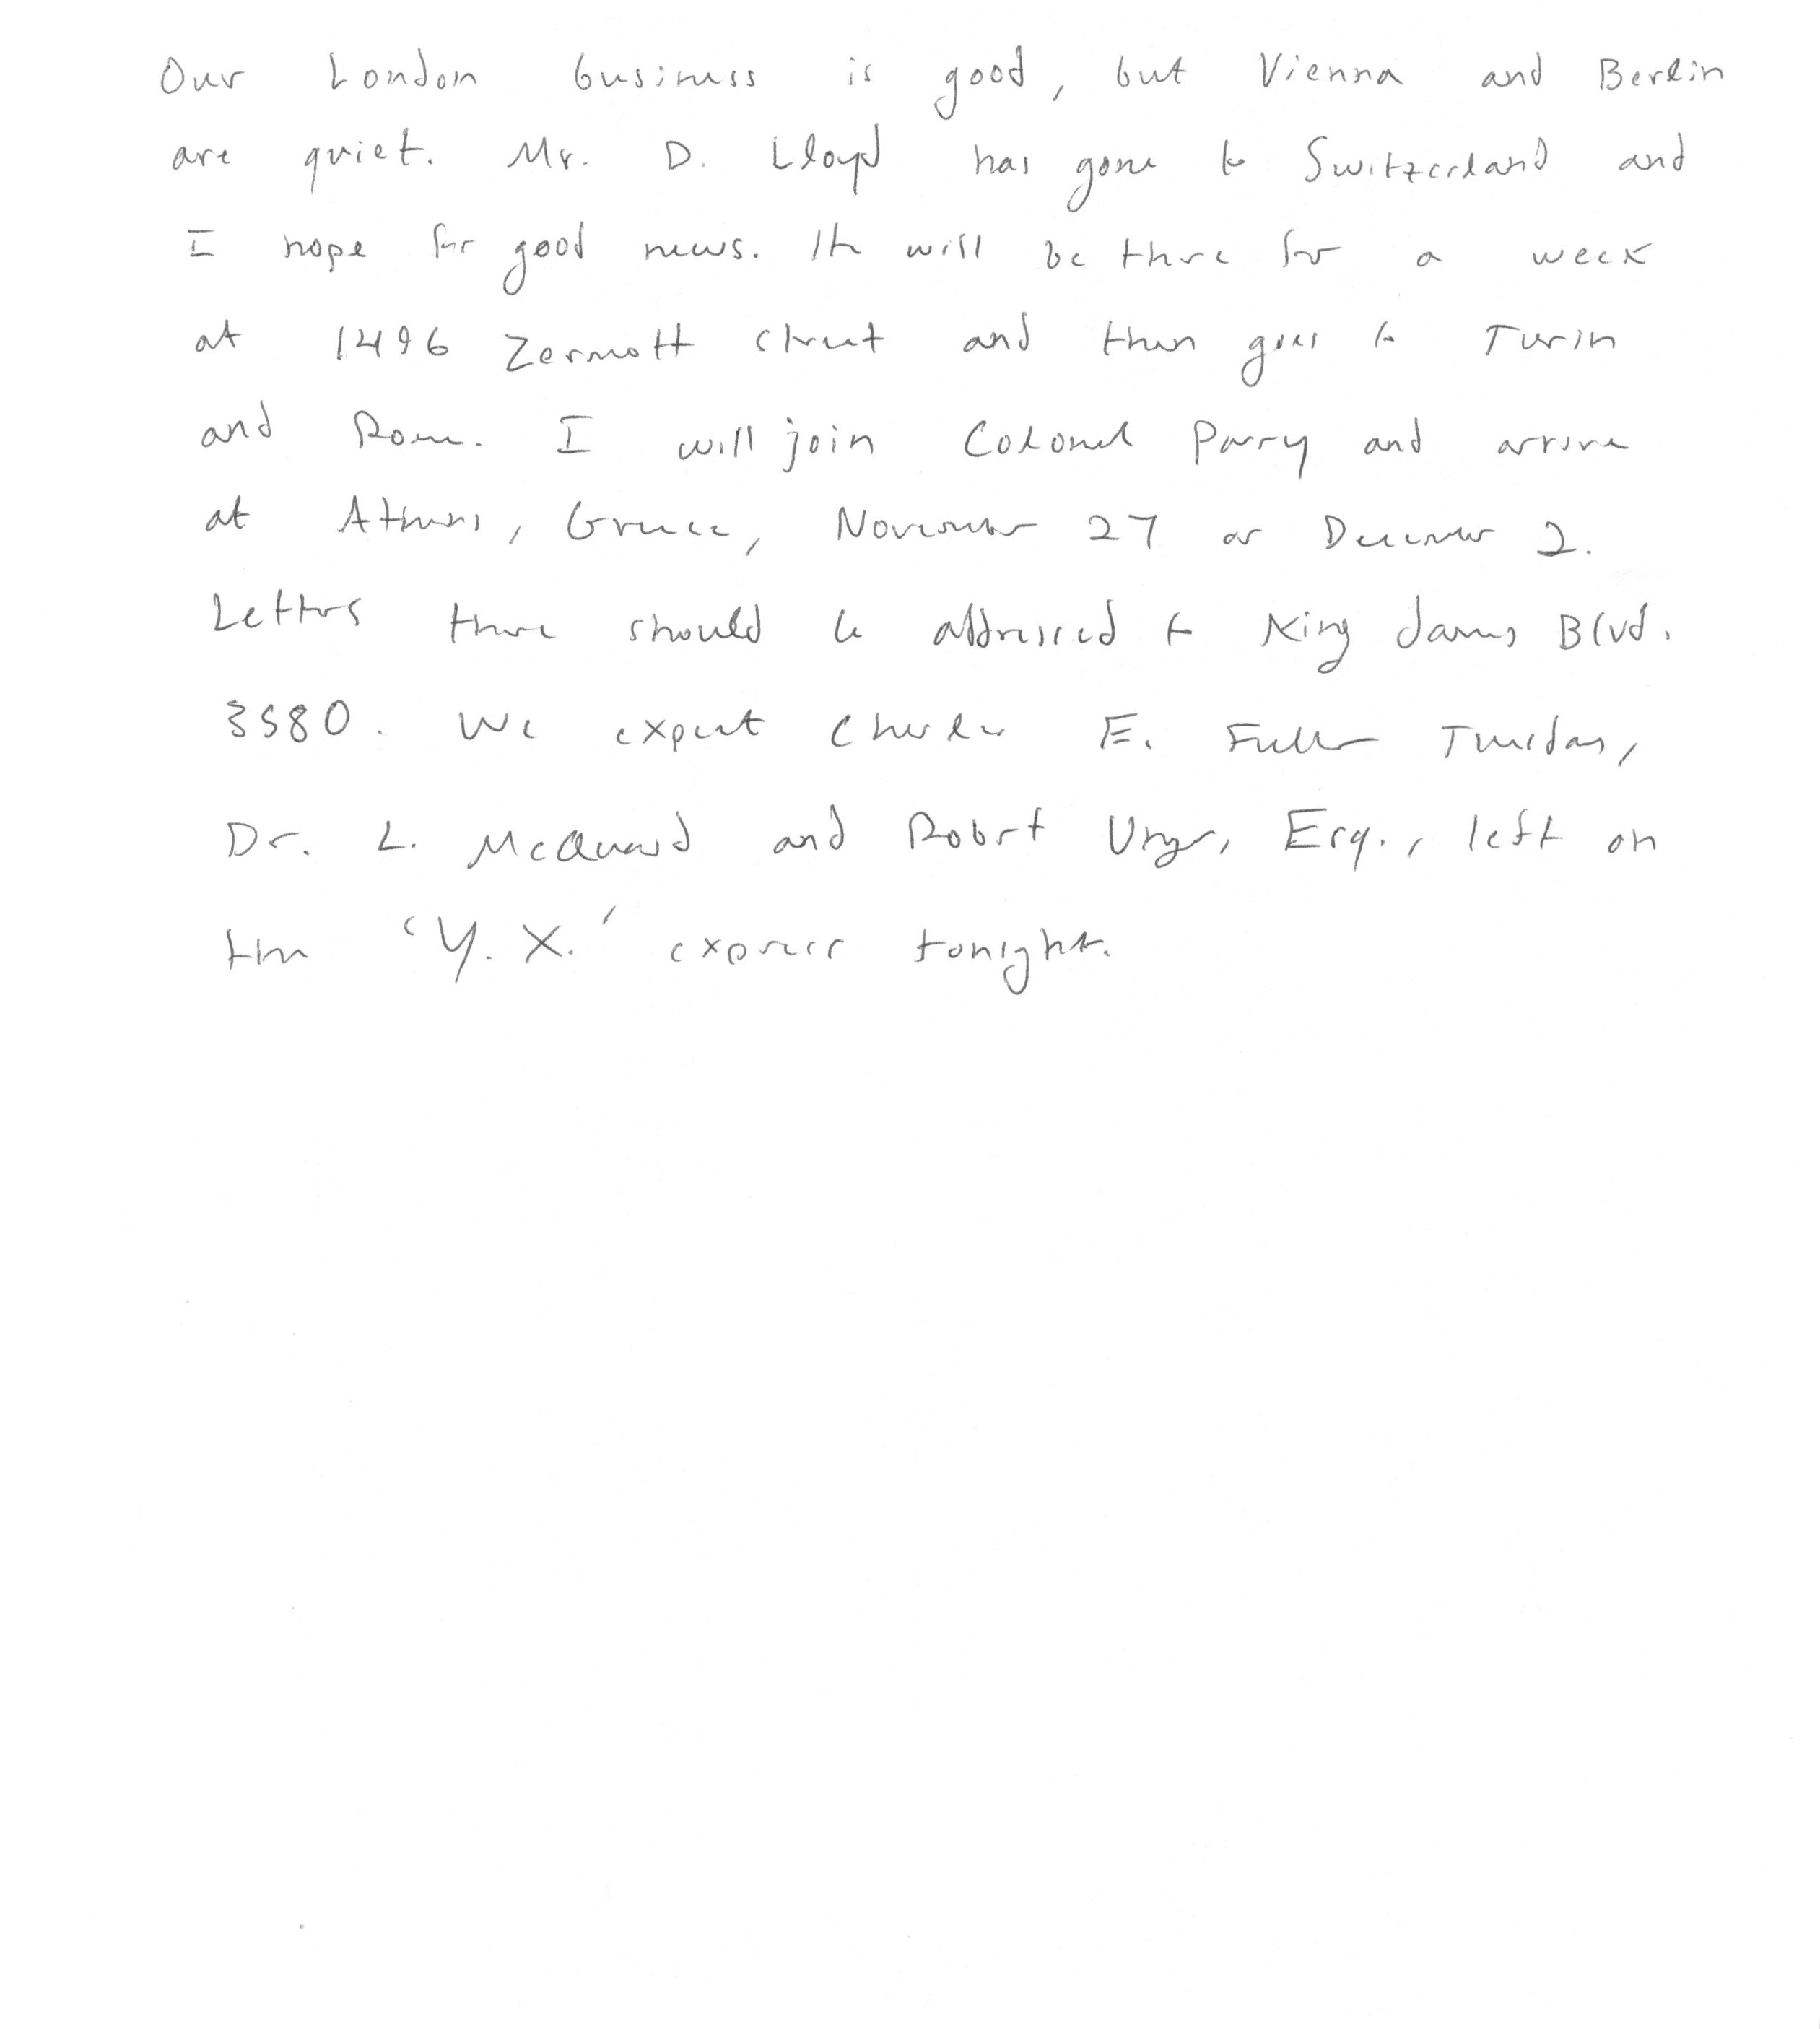 Our London business is good, but Vienna and Berlin
are quiet. Mr. D. Lloyd has gone to Switzerland and
I hope for good news. He will be there for a week
at 1496 Zermott street and then goes to Turin
and Rome. I will join Colonel Parry and arrive
at Athens, Greece, November 27 or December 2.
Letters there should be addressed to King James Blvd.
3580. We expect Charles E. Fuller Tuesday,
Dr. L. McQuaid and Robert Unger, Esq., left on
the 'Y. X.' express tonight.